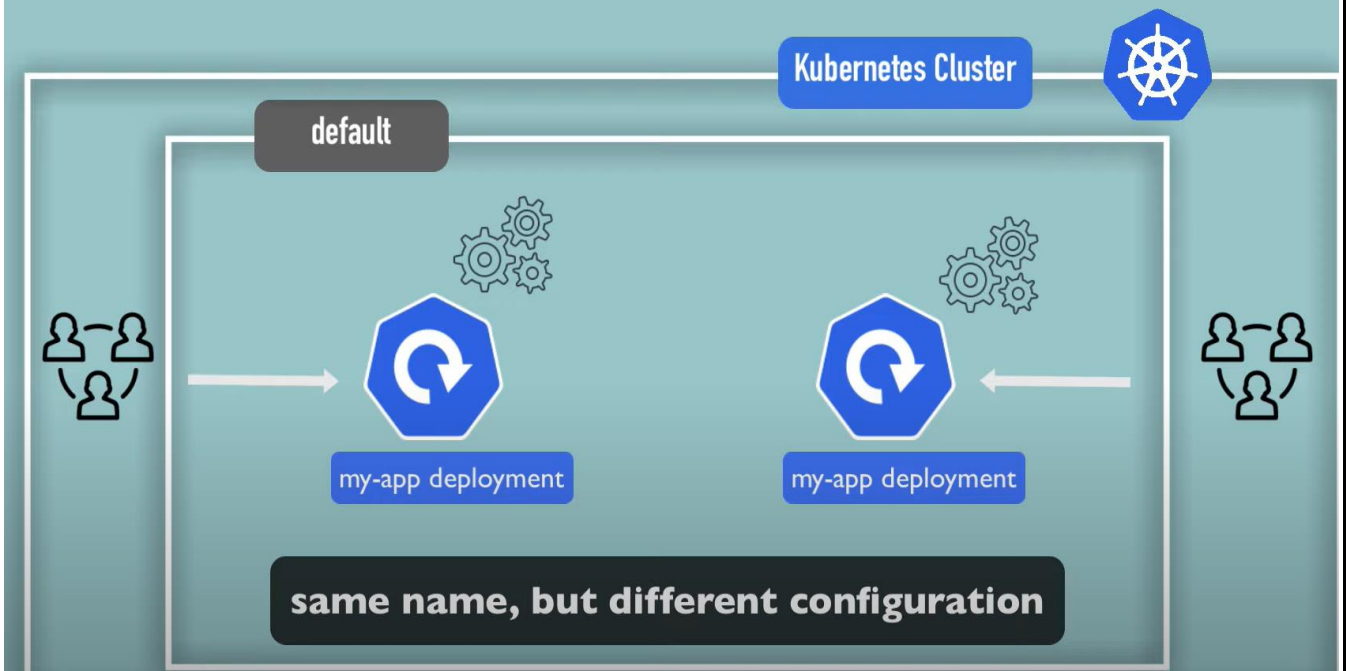 Kubernetes Cluster
default
my-app deployment
my-app deployment
same name, but different configuration